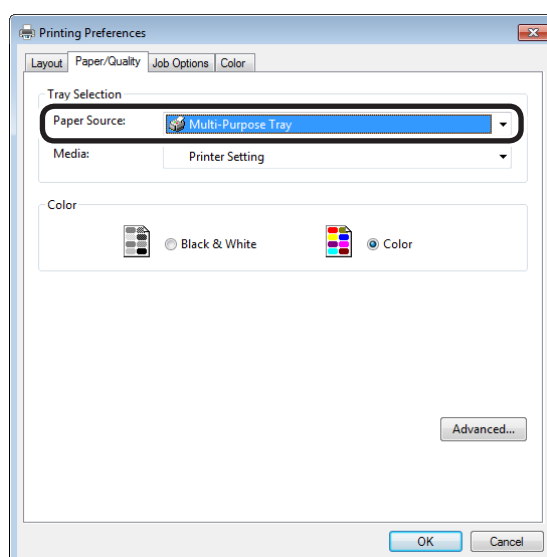 Printing Preferences
Layout Paper/Quality Job Options Color
Tray Selection
Paper Source: Multi-Purpose Tray
Media: Printer Setting
Color
Black & White Color
Advanced...
OK Cancel